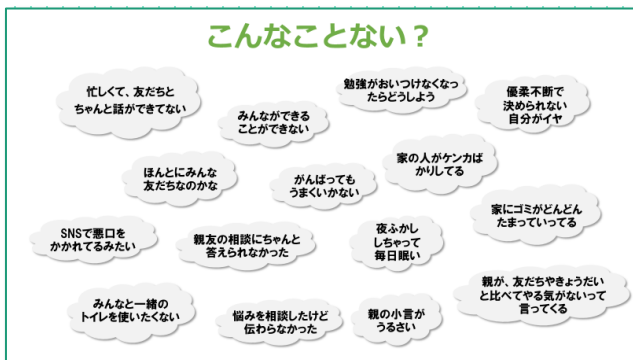 こんなことない？
忙しくて、友だちと
ちゃんと話ができてない
みんなができる
ことができない
勉強がおいつけなくなっ
たらどうしよう
優柔不断で
決められない
自分がイヤ
ほんとにみんな
友だちなのかな
がんばっても
うまくいかない
家の人がケンカば
かりしてる
SNSで悪口を
かかれてるみたい
親友の相談にちゃんと
答えられなかった
夜ふかし
しちゃって
毎日眠い
家にゴミがどんどん
たまっていってる
みんなと一緒の
トイレを使いたくない
悩みを相談したけど
伝わらなかった
親の小言が
うるさい
親が、友だちやきょうだい
と比べてやる気がないって
言ってくる